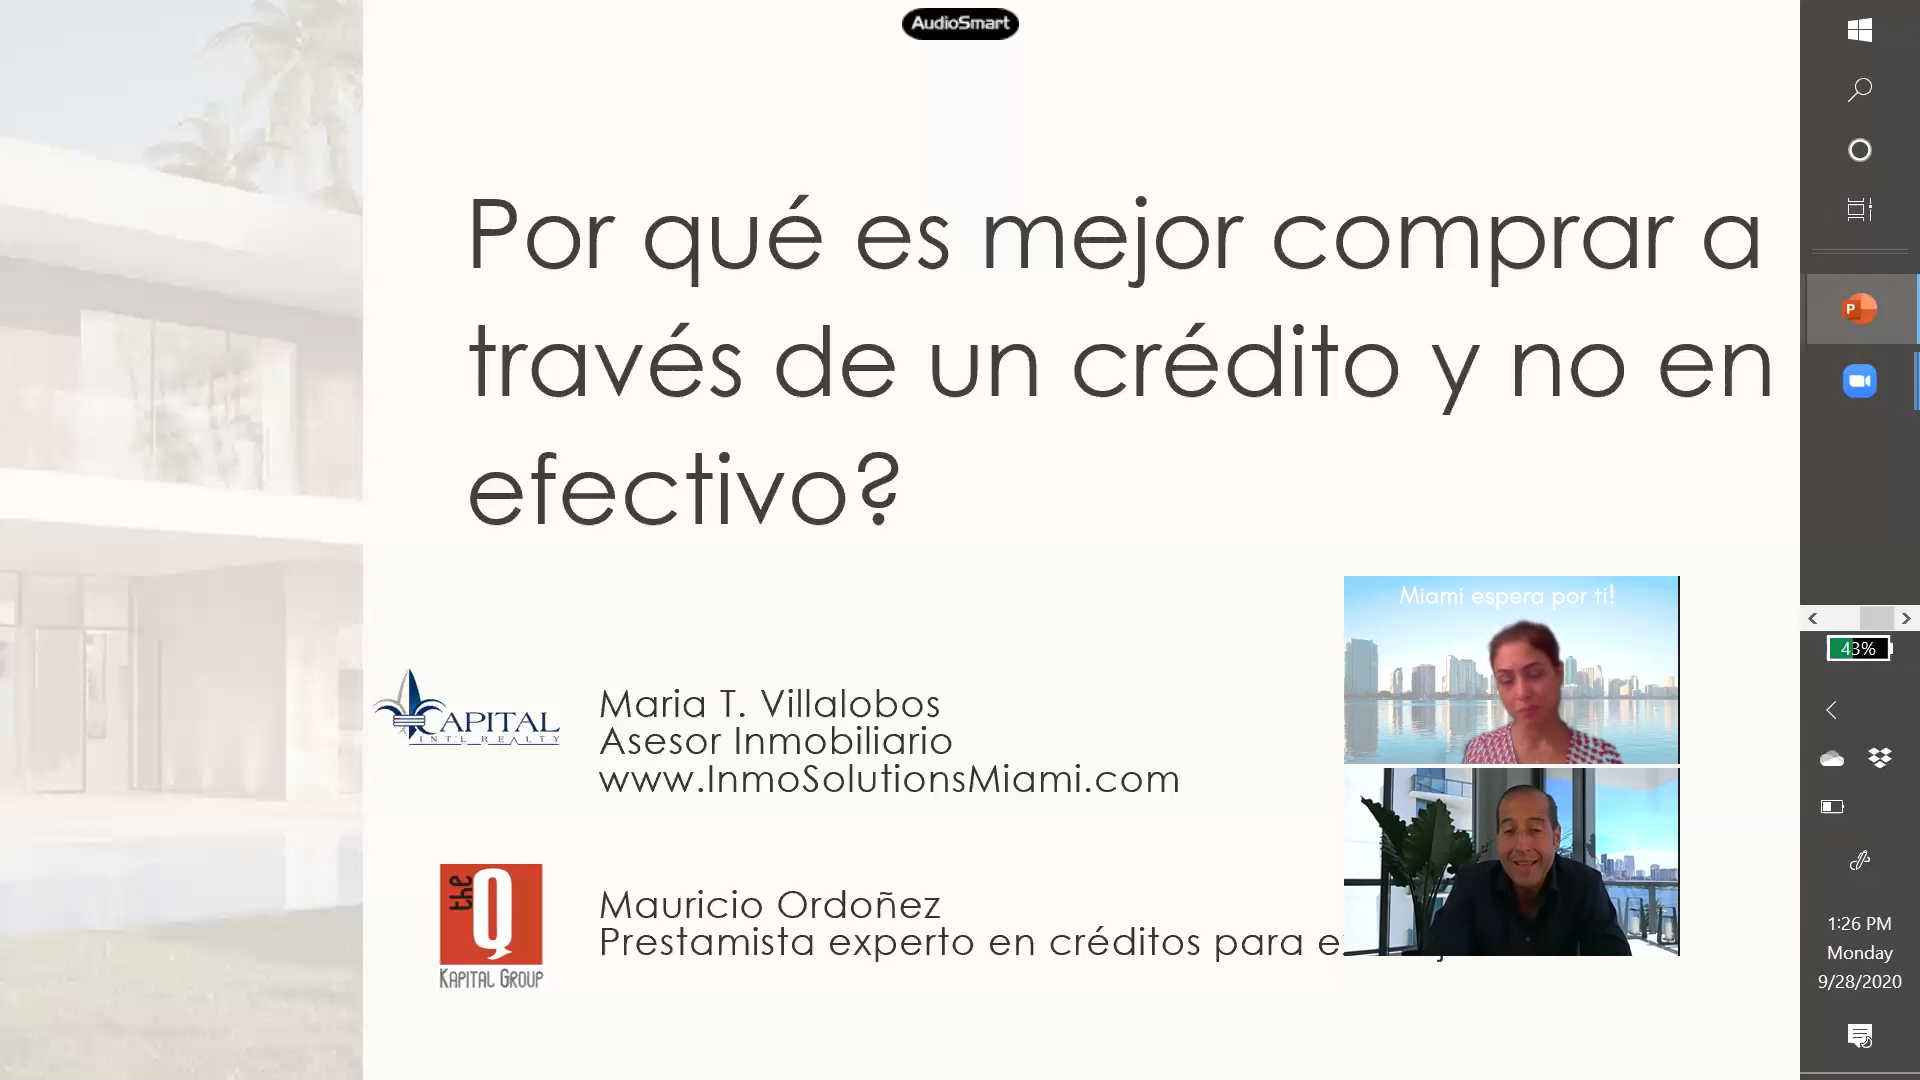 AudioSmart
Por qué es mejor comprar a
través de un crédito y no en
efectivo?
Miami espera por ti!
KAPITAL
INT'L REALTY
Maria T. Villalobos
Asesor Inmobiliario
www.InmoSolutionsMiami.com
the Q
KAPITAL GROUP
Mauricio Ordoñez
Prestamista experto en créditos para
43%
1:26 PM
Monday
9/28/2020